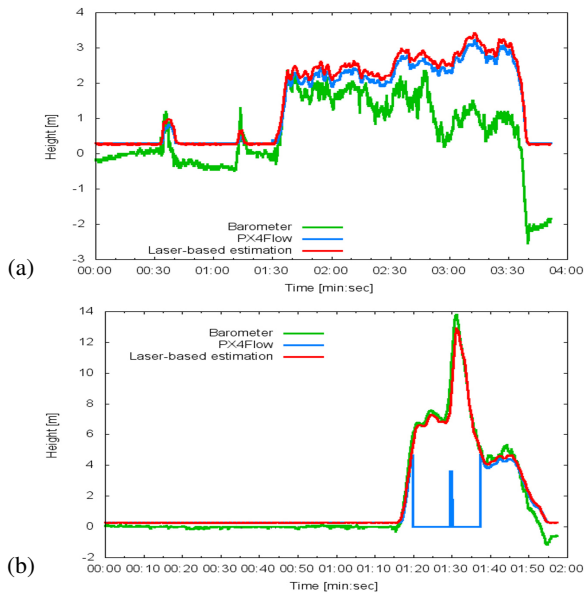 4
3
2
1
0
-1
-2
-3
Height [m]
Barometer
PX4Flow
Laser-based estimation
00:00 00:30 01:00 01:30 02:00 02:30 03:00 03:30 04:00
Time [min:sec]
(a)
14
12
10
8
6
4
2
0
-2
Height [m]
Barometer
PX4Flow
Laser-based estimation
00:00 00:10 00:20 00:30 00:40 00:50 01:00 01:10 01:20 01:30 01:40 01:50 02:00
Time [min:sec]
(b)